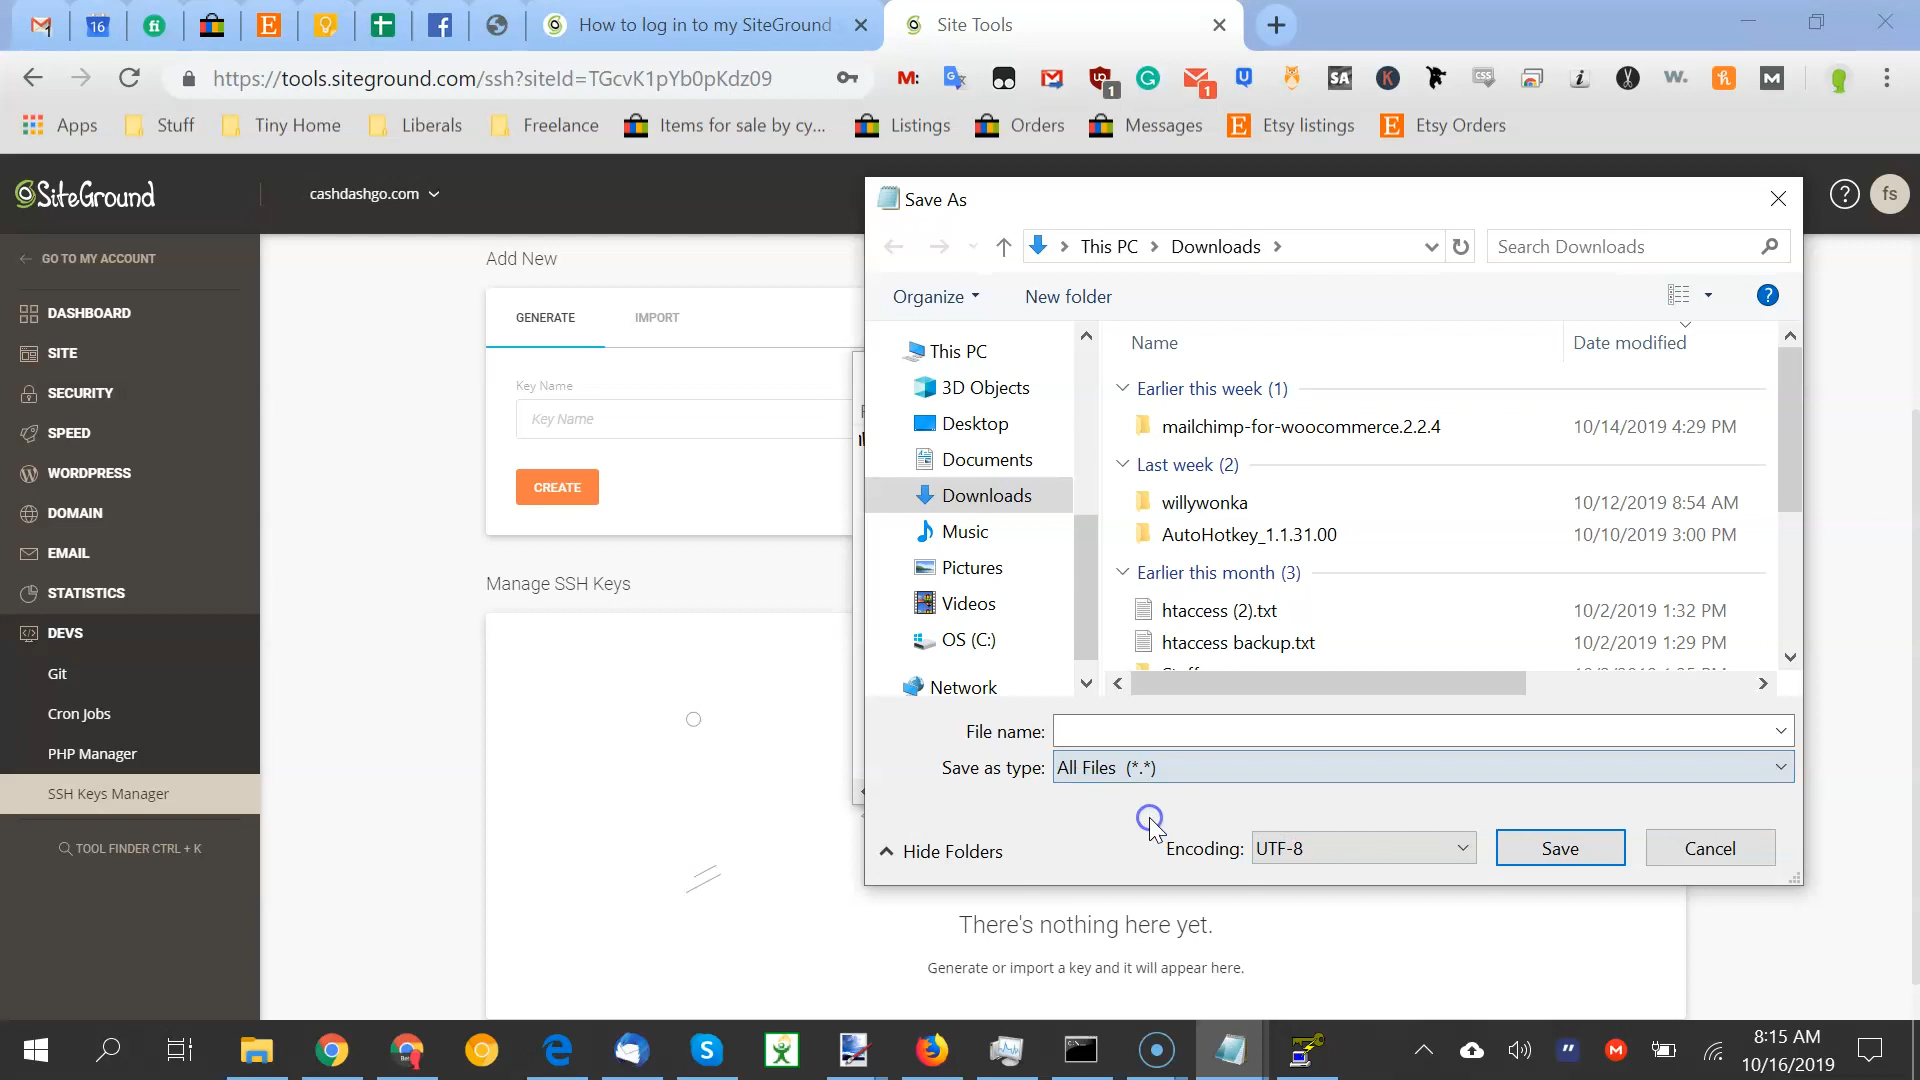 16
How to log in to my SiteGround
Site Tools
https://tools.siteground.com/ssh?siteId=TGcvK1pYb0pKdz09
M:
1
1
SA
K
CSS
W.
M
Apps
Stuff
Tiny Home
Liberals
Freelance
Items for sale by cy...
Listings
Orders
Messages
Etsy listings
Etsy Orders
SiteGround
cashdashgo.com
fs
GO TO MY ACCOUNT
DASHBOARD
SITE
SECURITY
SPEED
WORDPRESS
DOMAIN
EMAIL
STATISTICS
DEVS
Git
Cron Jobs
PHP Manager
SSH Keys Manager
TOOL FINDER CTRL + K
Add New
GENERATE
IMPORT
Key Name
Key Name
CREATE
Manage SSH Keys
There's nothing here yet.
Generate or import a key and it will appear here.
Save As
This PC
Downloads
Search Downloads
Organize
New folder
This PC
3D Objects
Desktop
Documents
Downloads
Music
Pictures
Videos
OS (C:)
Network
Name
Date modified
Earlier this week (1)
mailchimp-for-woocommerce.2.2.4 10/14/2019 4:29 PM
Last week (2)
willywonka 10/12/2019 8:54 AM
AutoHotkey_1.1.31.00 10/10/2019 3:00 PM
Earlier this month (3)
htaccess (2).txt 10/2/2019 1:32 PM
htaccess backup.txt 10/2/2019 1:29 PM
File name:
Save as type: All Files (*.*)
Hide Folders
Encoding: UTF-8
Save
Cancel
8:15 AM
10/16/2019